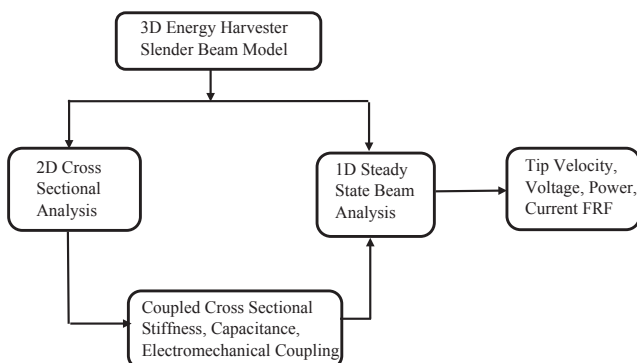 3D Energy Harvester
Slender Beam Model
2D Cross
Sectional
Analysis
1D Steady
State Beam
Analysis
Tip Velocity,
Voltage, Power,
Current FRF
Coupled Cross Sectional
Stiffness, Capacitance,
Electromechanical Coupling